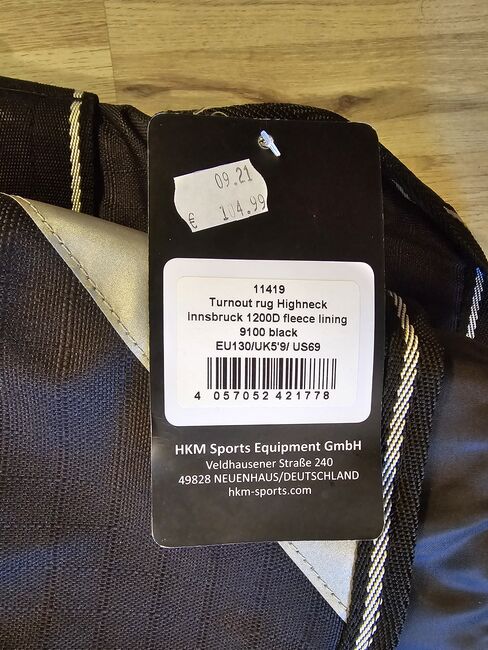 09.21
€ 104.99
11419
Turnout rug Highneck
Innsbruck 1200D fleece lining
9100 black
EU130/UK5'9/ US69
4 057052 421778
HKM Sports Equipment GmbH
Veldhausener Straße 240
49828 NEUENHAUS/DEUTSCHLAND
hkm-sports.com